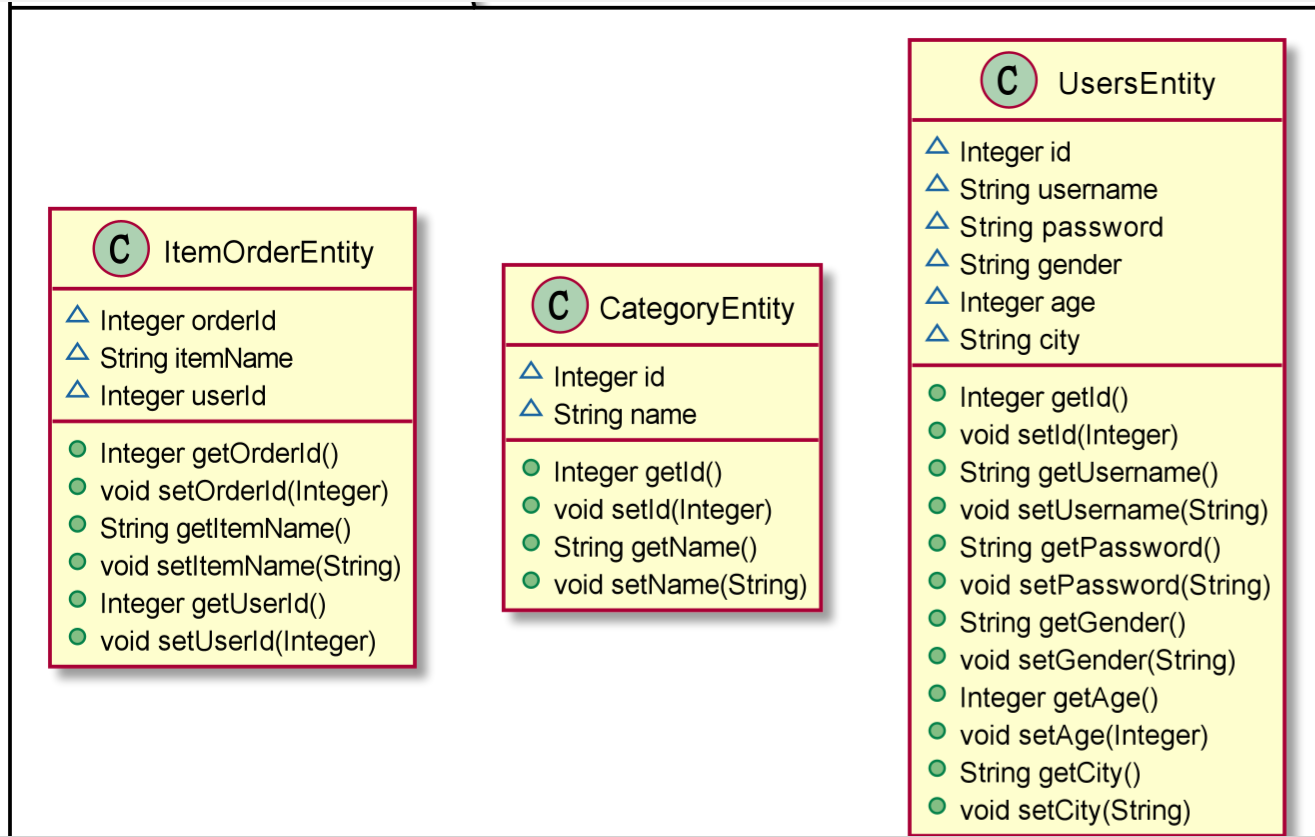 C ItemOrderEntity
Integer orderId
String itemName
Integer userId
Integer getOrderId()
void setOrderId(Integer)
String getItemName()
void setItemName(String)
Integer getUserId()
void setUserId(Integer)
C CategoryEntity
Integer id
String name
Integer getId()
void setId(Integer)
String getName()
void setName(String)
C UsersEntity
Integer id
String username
String password
String gender
Integer age
String city
Integer getId()
void setId(Integer)
String getUsername()
void setUsername(String)
String getPassword()
void setPassword(String)
String getGender()
void setGender(String)
Integer getAge()
void setAge(Integer)
String getCity()
void setCity(String)